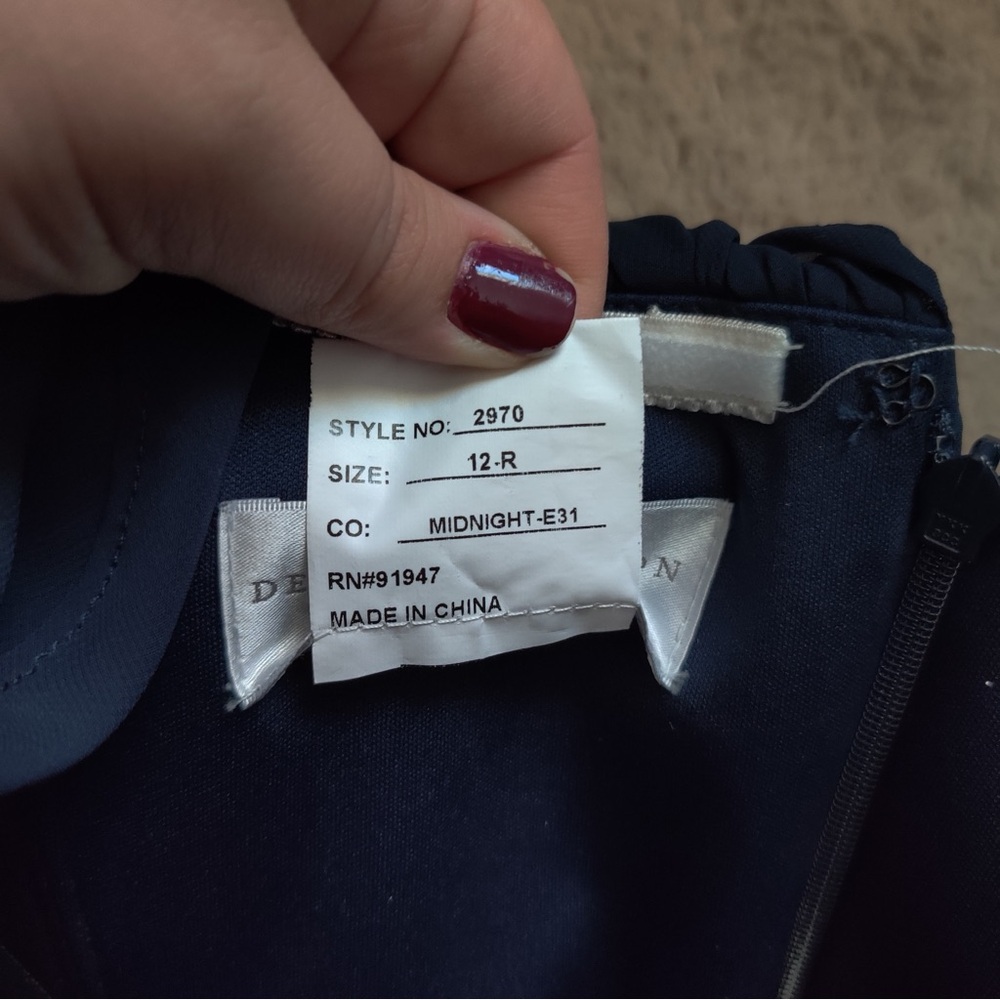 STYLE NO: 2970
SIZE: 12-R
CO: MIDNIGHT-E31
RN#91947
MADE IN CHINA